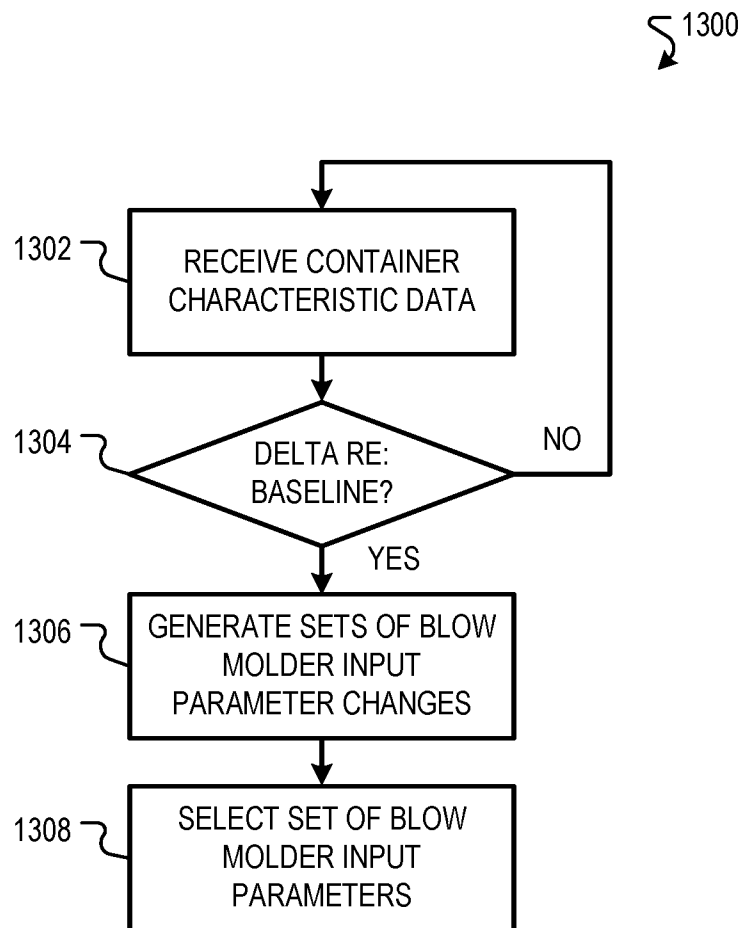 1300
1302
RECEIVE CONTAINER
CHARACTERISTIC DATA
1304
DELTA RE:
BASELINE?
NO
YES
1306
GENERATE SETS OF BLOW
MOLDER INPUT
PARAMETER CHANGES
1308
SELECT SET OF BLOW
MOLDER INPUT
PARAMETERS